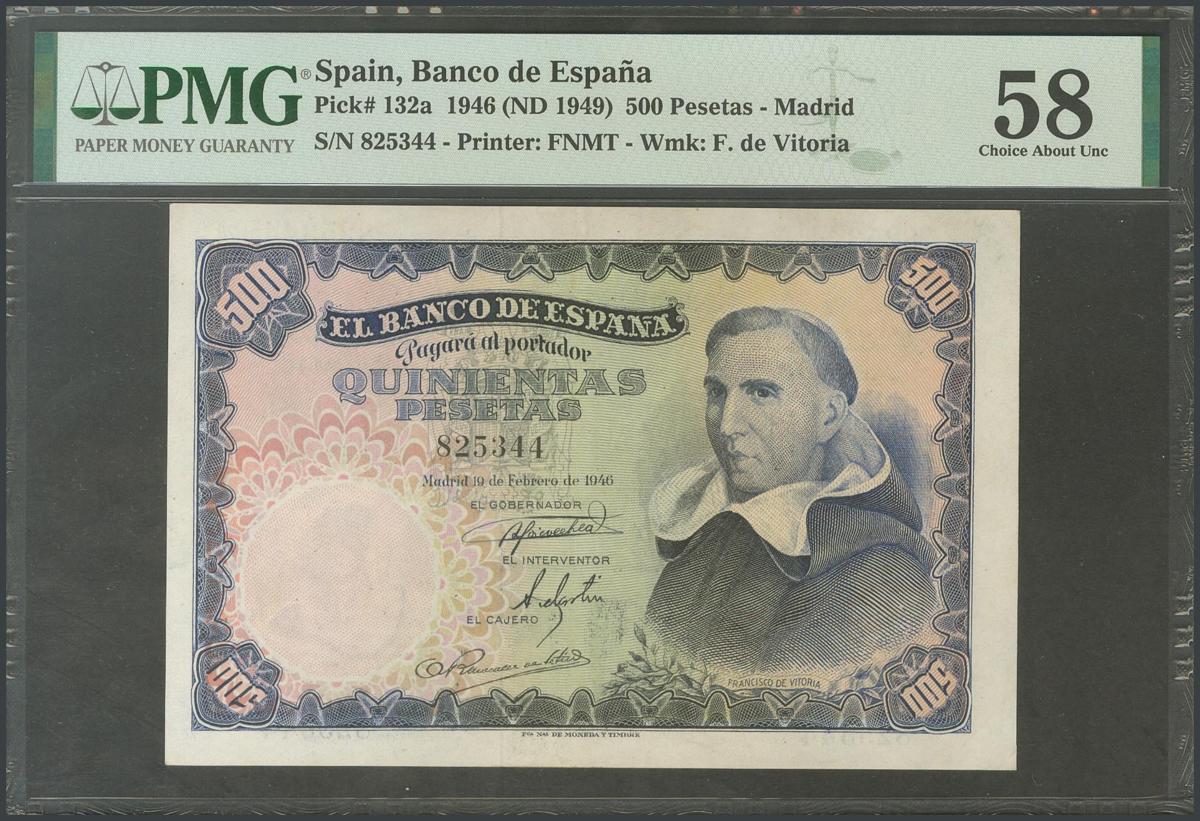 PMG®
PAPER MONEY GUARANTY
Spain, Banco de España
Pick# 132a 1946 (ND 1949) 500 Pesetas - Madrid
S/N 825344 - Printer: FNMT - Wmk: F. de Vitoria
58
Choice About Unc
500
500
EL BANCO DE ESPAÑA
Pagará al portador
QUINIENTAS
PESETAS
825344
Madrid 19 de Febrero de 1946
EL GOBERNADOR
EL INTERVENTOR
EL CAJERO
FRANCISCO DE VITORIA
500
500
FCA NAL DE MONEDA Y TIMBRE